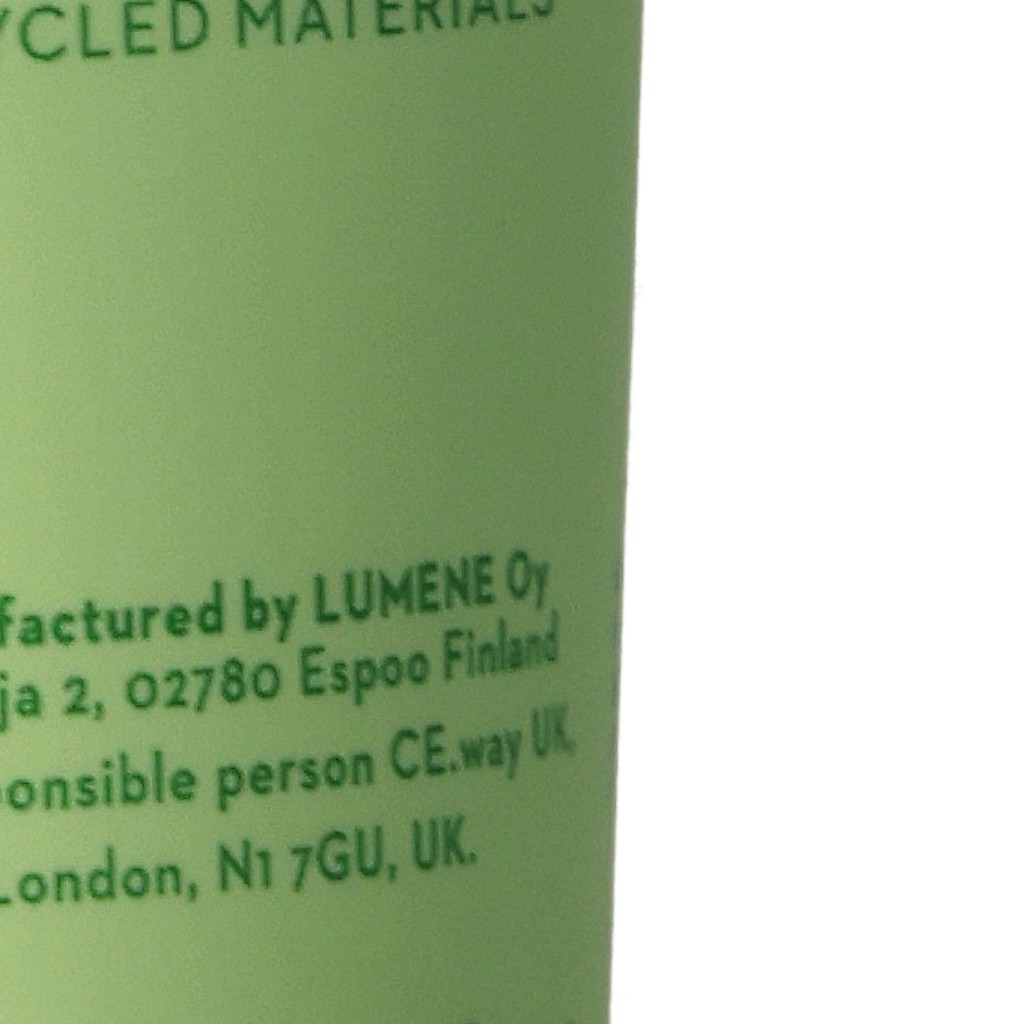 YCLED MATERIALS
factured by LUMENE Oy
ja 2, 02780 Espoo Finland
onsible person CE.way UK,
London, N1 7GU, UK.